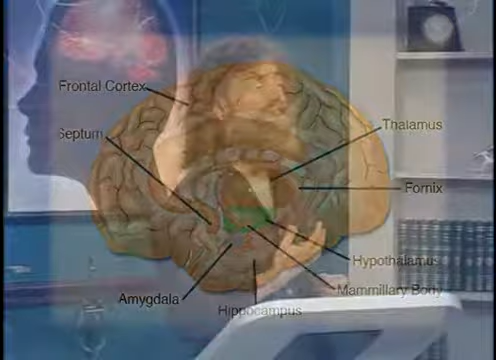 Frontal Cortex
Septum
Thalamus
Fornix
Hypothalamus
Mammillary Body
Amygdala
Hippocampus